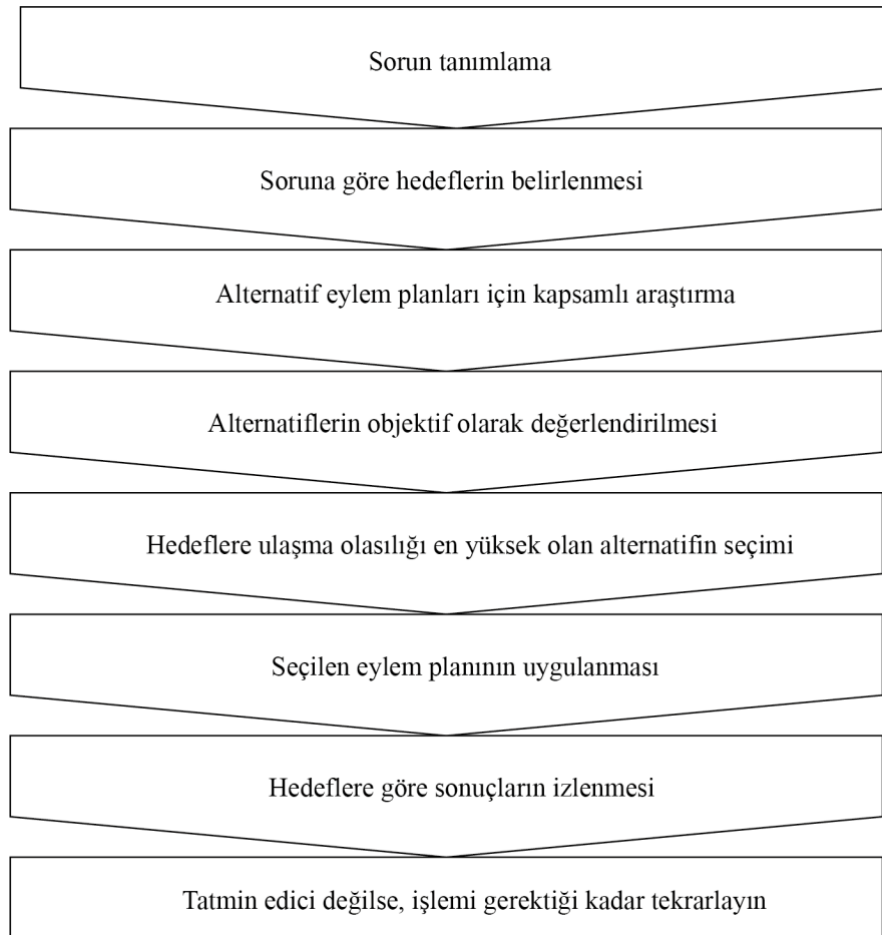 Sorun tanımlama
Soruna göre hedeflerin belirlenmesi
Alternatif eylem planları için kapsamlı araştırma
Alternatiflerin objektif olarak değerlendirilmesi
Hedeflere ulaşma olasılığı en yüksek olan alternatifin seçimi
Seçilen eylem planının uygulanması
Hedeflere göre sonuçların izlenmesi
Tatmin edici değilse, işlemi gerektiği kadar tekrarlayın